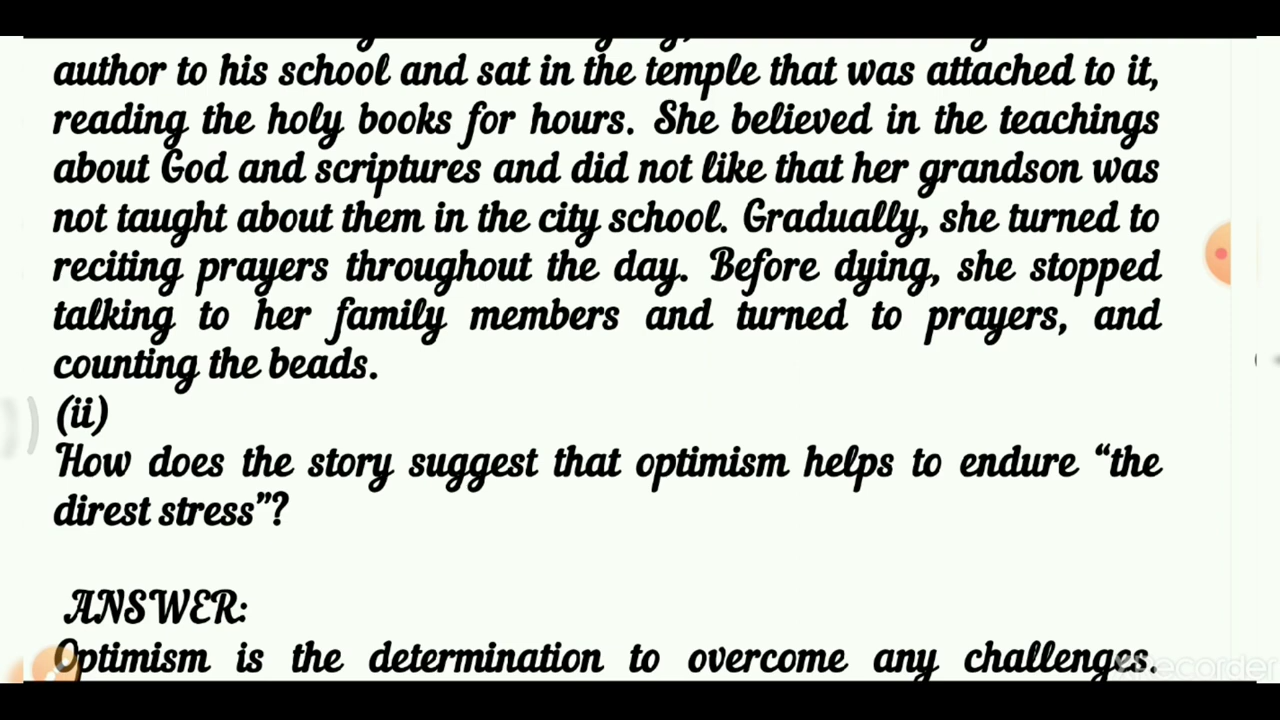 author to his school and sat in the temple that was attached to it,
reading the holy books for hours. She believed in the teachings
about God and scriptures and did not like that her grandson was
not taught about them in the city school. Gradually, she turned to
reciting prayers throughout the day. Before dying, she stopped
talking to her family members and turned to prayers, and
counting the beads.
(ii)
How does the story suggest that optimism helps to endure “the
direst stress”?
ANSWER:
Optimism is the determination to overcome any challenges.
XRecorder